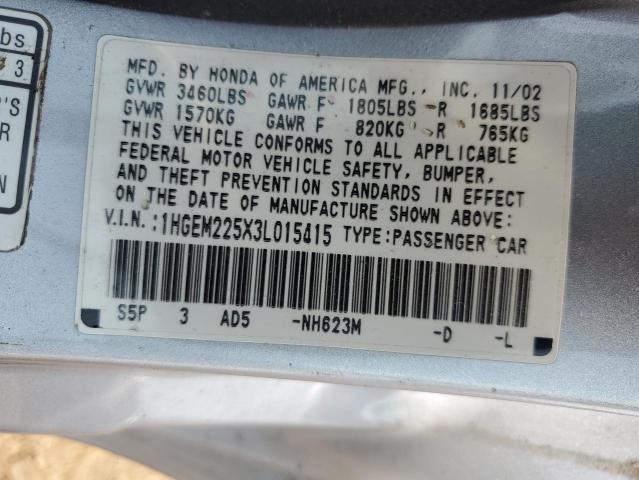 lbs
3
'S
R
N
MFD. BY HONDA OF AMERICA MFG., INC. 11/02
GVWR 3460LBS GAWR F 1805LBS R 1685LBS
GVWR 1570KG GAWR F 820KG R 765KG
THIS VEHICLE CONFORMS TO ALL APPLICABLE
FEDERAL MOTOR VEHICLE SAFETY, BUMPER,
AND THEFT PREVENTION STANDARDS IN EFFECT
ON THE DATE OF MANUFACTURE SHOWN ABOVE:
V.I.N.:1HGEM225X3L015415 TYPE:PASSENGER CAR
S5P 3 AD5 -NH623M -D -L